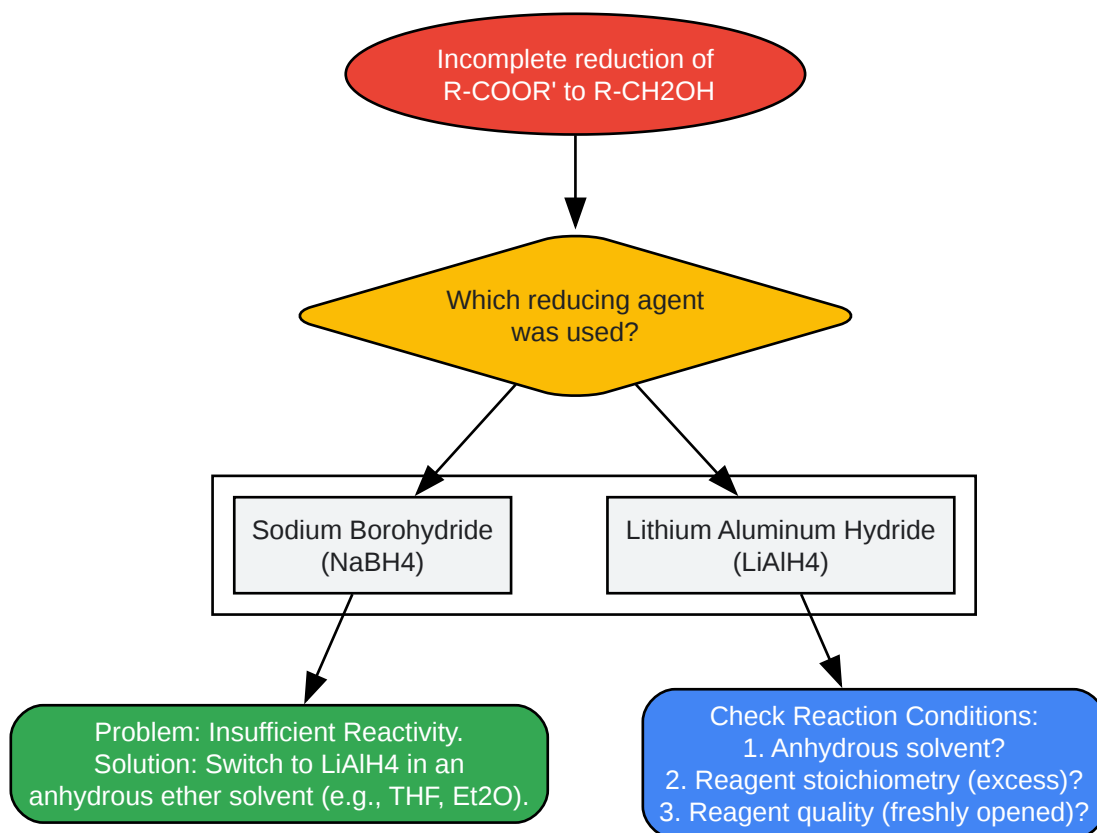 Incomplete reduction of
R-COOR' to R-CH2OH
Which reducing agent
was used?
Sodium Borohydride
(NaBH4)
Lithium Aluminum Hydride
(LiAlH4)
Problem: Insufficient Reactivity.
Solution: Switch to LiAlH4 in an
anhydrous ether solvent (e.g., THF, Et2O).
Check Reaction Conditions:
1. Anhydrous solvent?
2. Reagent stoichiometry (excess)?
3. Reagent quality (freshly opened)?